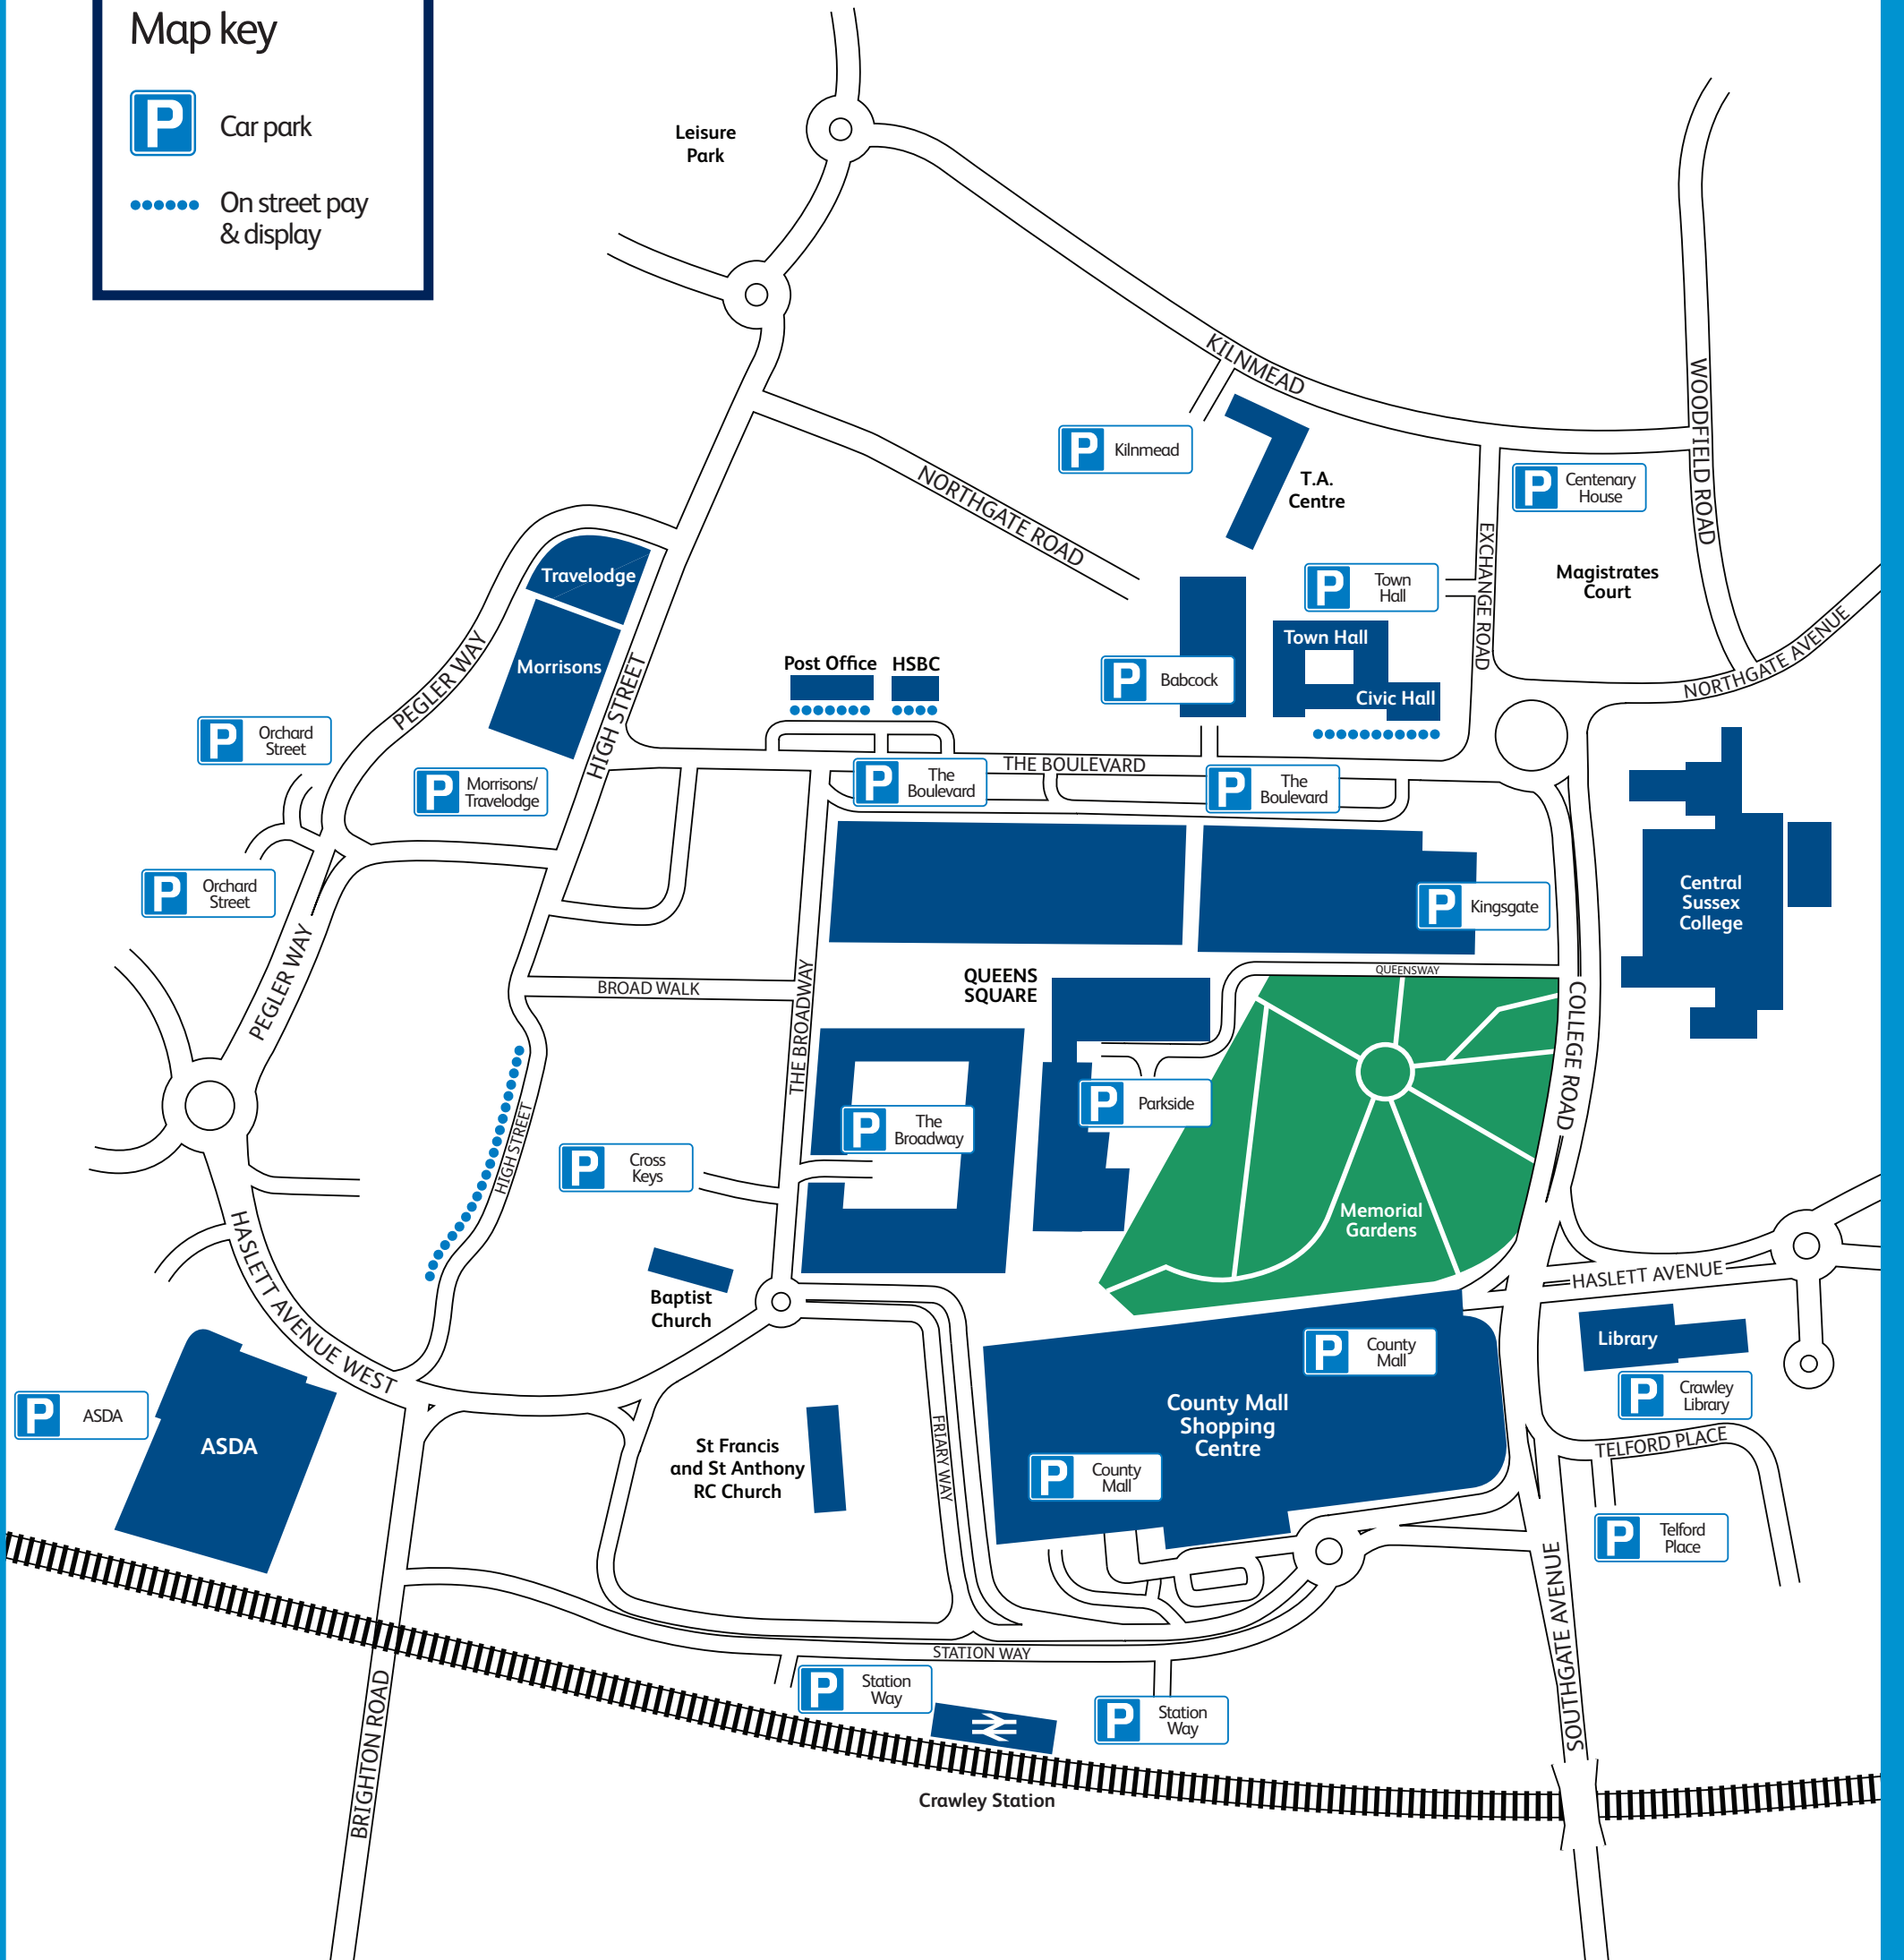 Map key
P
Car park
On street pay
& display
Leisure
Park
KILNMEAD
WOODFIELD ROAD
P
Kilnmead
NORTHGATE ROAD
T.A.
Centre
P
Centenary
House
EXCHANGE ROAD
Magistrates
Court
P
Town
Hall
Travelodge
Morrisons
PEGLER WAY
HIGH STREET
Post Office
HSBC
P
Babcock
Town Hall
Civic Hall
NORTHGATE AVENUE
P
Orchard
Street
P
Morrisons/
Travelodge
THE BOULEVARD
P
The
Boulevard
P
The
Boulevard
P
Orchard
Street
P
Kingsgate
Central
Sussex
College
PEGLER WAY
BROAD WALK
THE BROADWAY
QUEENS
SQUARE
QUEENSWAY
COLLEGE ROAD
HIGH STREET
P
The
Broadway
P
Parkside
P
Cross
Keys
Memorial
Gardens
HASLETT AVENUE WEST
Baptist
Church
HASLETT AVENUE
Library
P
County
Mall
P
Crawley
Library
P
ASDA
ASDA
County Mall
Shopping
Centre
St Francis
and St Anthony
RC Church
FRIARY WAY
P
County
Mall
TELFORD PLACE
P
Telford
Place
STATION WAY
SOUTHGATE AVENUE
P
Station
Way
P
Station
Way
BRIGHTON ROAD
Crawley Station